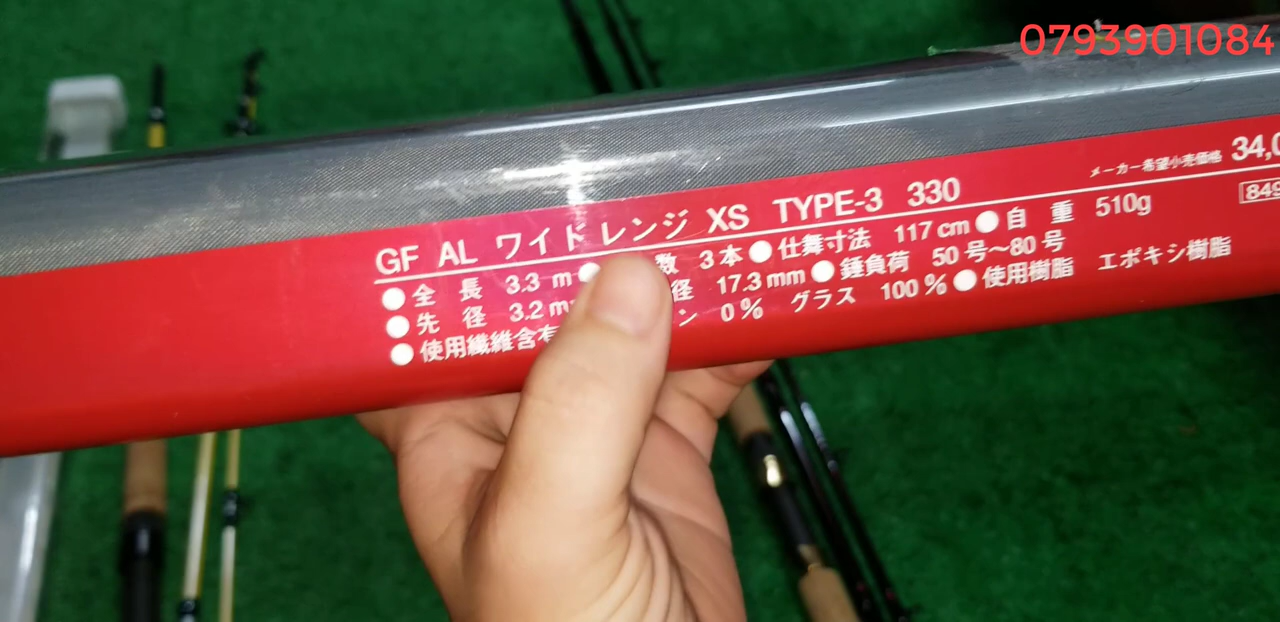 0793901084
メーカー希望小売価格 34,0
GF AL ワイドレンジ XS TYPE-3 330
849
●全長 3.3 m ● 数 3本 ●仕舞寸法 117 cm ●自重 510g
●先径 3.2 m 径 17.3 mm ●錘負荷 50号~80号
●使用繊維含有 ン 0% グラス 100% ●使用樹脂 エポキシ樹脂